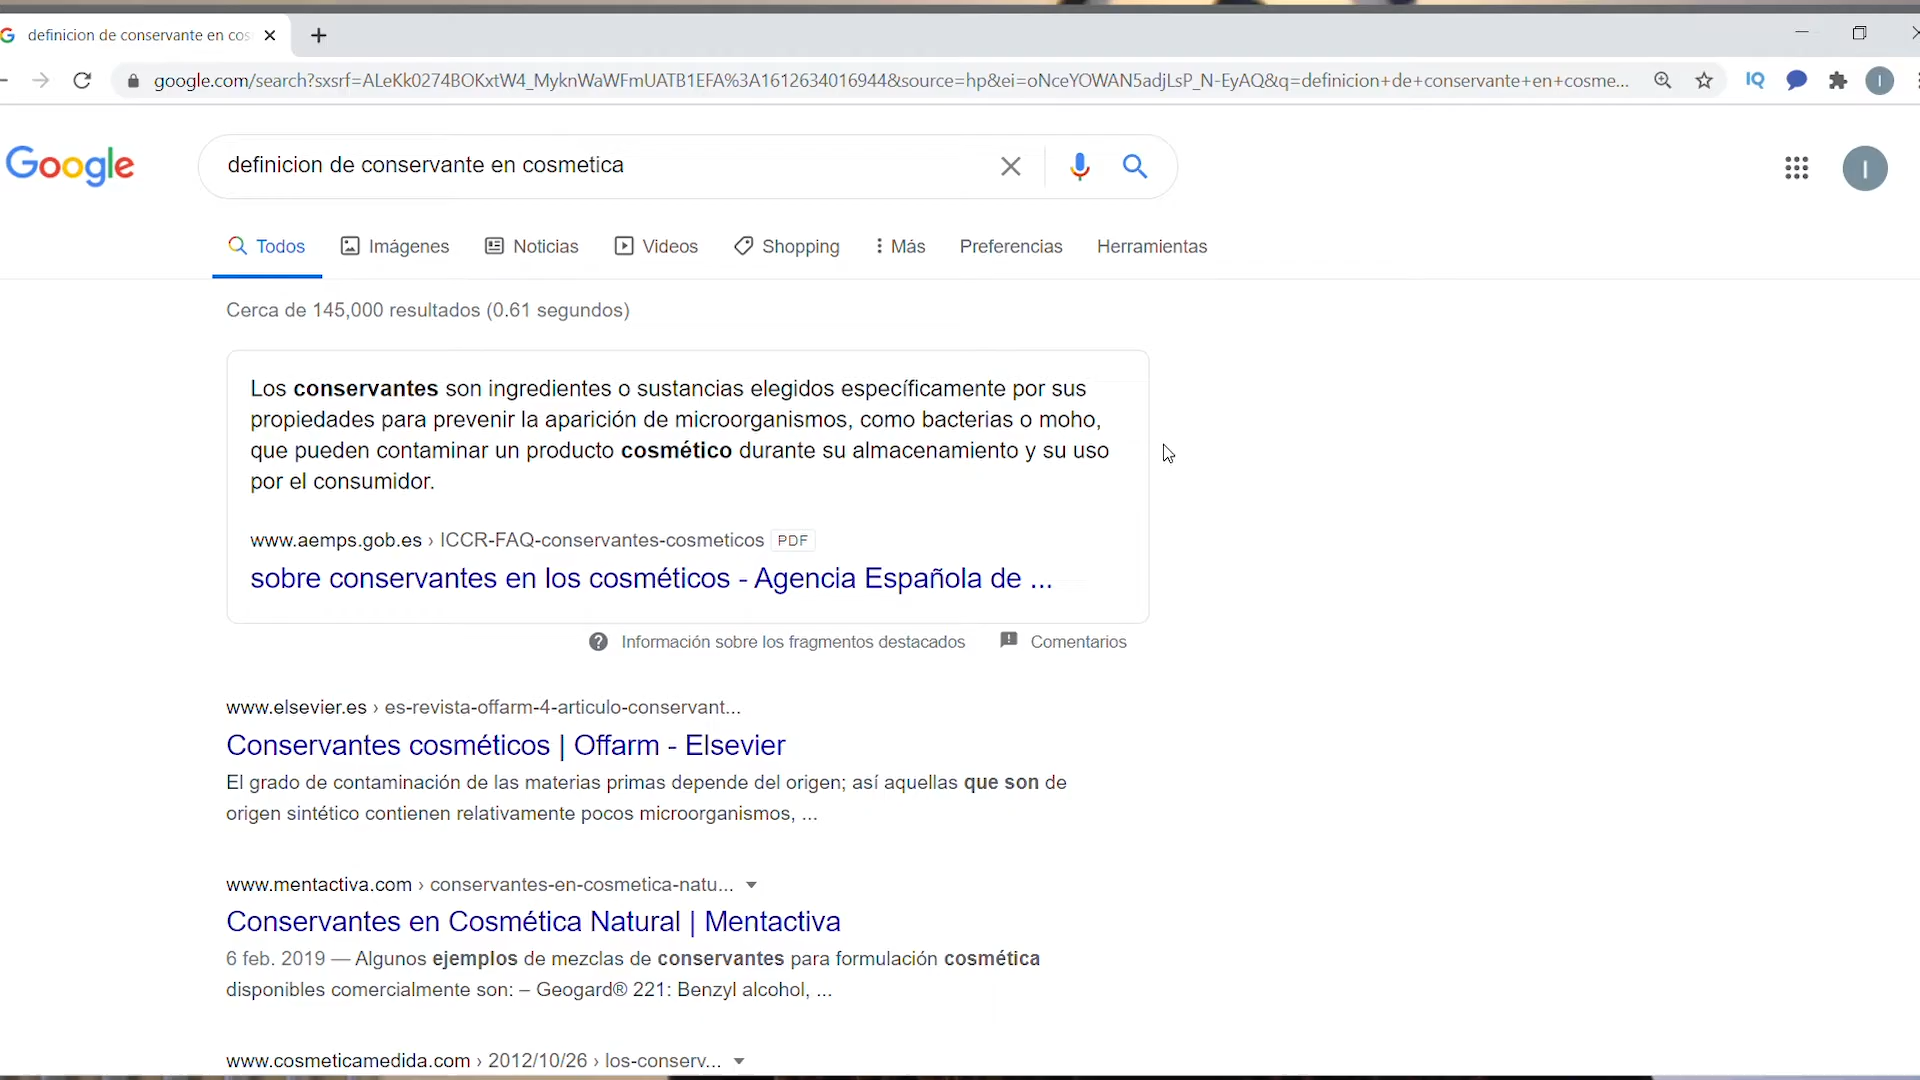 definicion de conservante en cos
google.com/search?sxsrf=ALeKk0274BOKxtW4_MyknWaWFmUATB1EFA%3A1612634016944&source=hp&ei=oNceYOWAN5adjLsP_N-EyAQ&q=definicion+de+conservante+en+cosme...
IQ
I
Google
definicion de conservante en cosmetica
I
Todos Imágenes Noticias Videos Shopping Más Preferencias Herramientas
Cerca de 145,000 resultados (0.61 segundos)
Los conservantes son ingredientes o sustancias elegidos específicamente por sus
propiedades para prevenir la aparición de microorganismos, como bacterias o moho,
que pueden contaminar un producto cosmético durante su almacenamiento y su uso
por el consumidor.
www.aemps.gob.es › ICCR-FAQ-conservantes-cosmeticos PDF
sobre conservantes en los cosméticos - Agencia Española de ...
Información sobre los fragmentos destacados Comentarios
www.elsevier.es › es-revista-offarm-4-articulo-conservant...
Conservantes cosméticos | Offarm - Elsevier
El grado de contaminación de las materias primas depende del origen; así aquellas que son de
origen sintético contienen relativamente pocos microorganismos, ...
www.mentactiva.com › conservantes-en-cosmetica-natu...
Conservantes en Cosmética Natural | Mentactiva
6 feb. 2019 — Algunos ejemplos de mezclas de conservantes para formulación cosmética
disponibles comercialmente son: – Geogard® 221: Benzyl alcohol, ...
www.cosmeticamedida.com › 2012/10/26 › los-conserv...